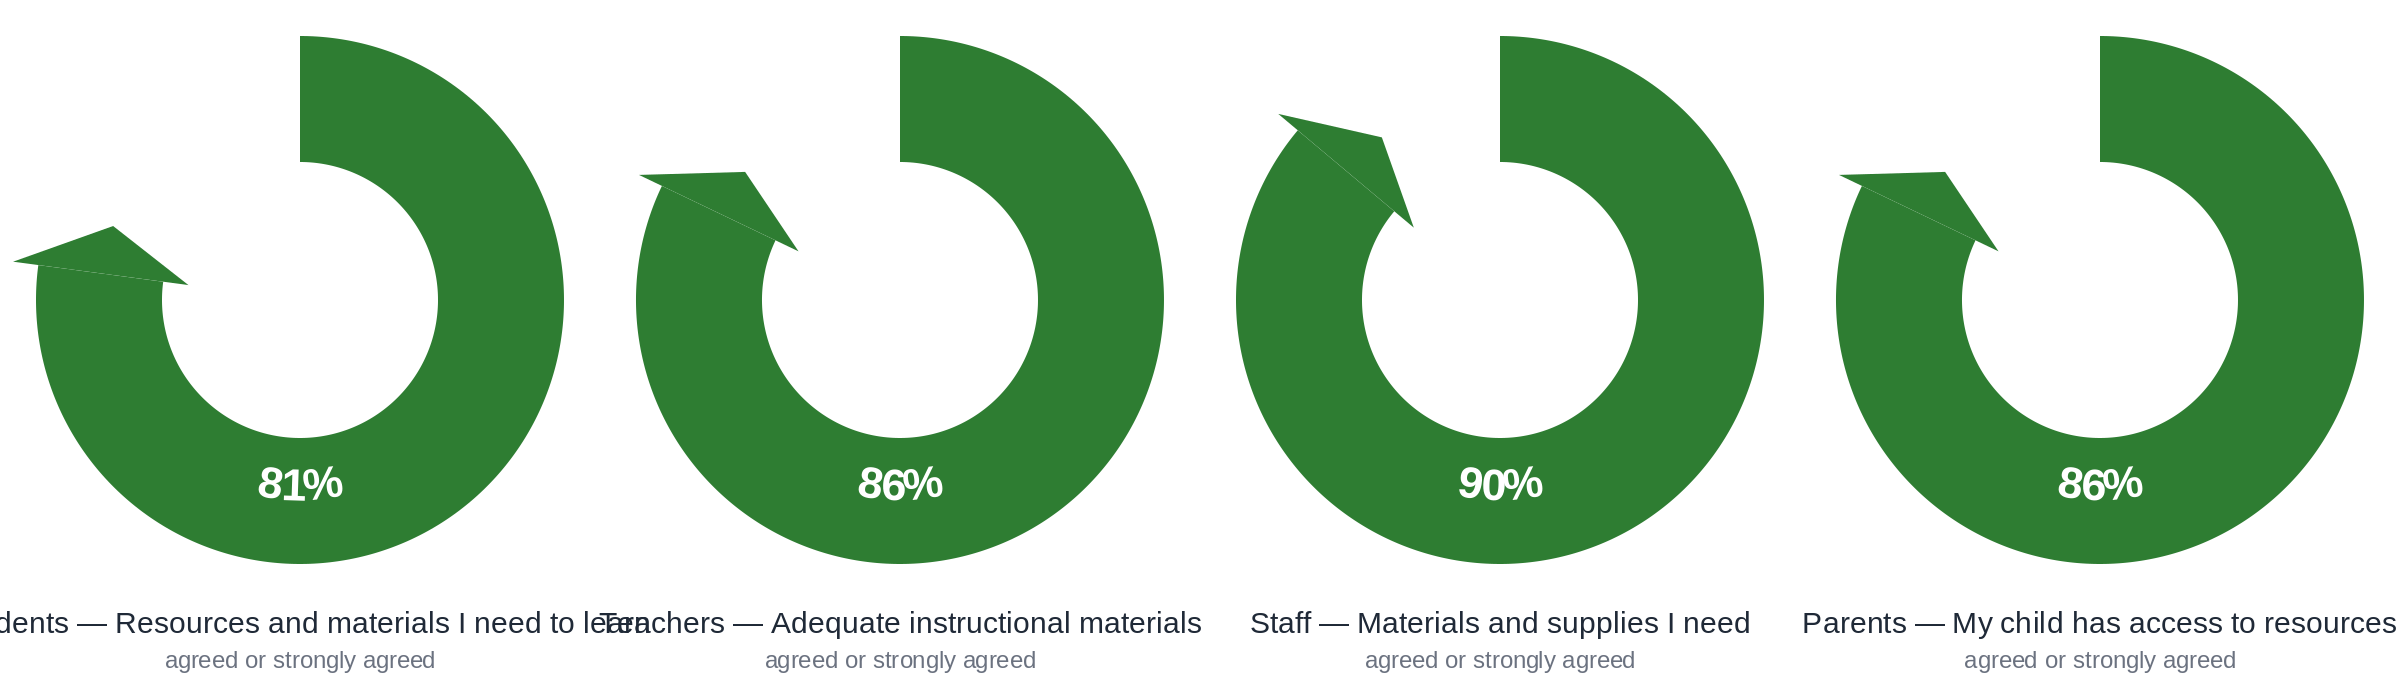 81%
86%
90%
86%
dents — Resources and materials I need to learn
Teachers — Adequate instructional materials
Staff — Materials and supplies I need
Parents — My child has access to resources
agreed or strongly agreed
agreed or strongly agreed
agreed or strongly agreed
agreed or strongly agreed